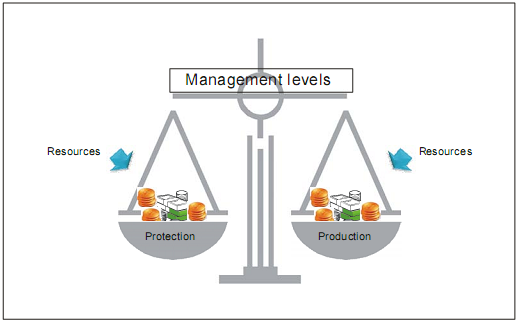 Management levels
Resources
Resources
Protection
Production